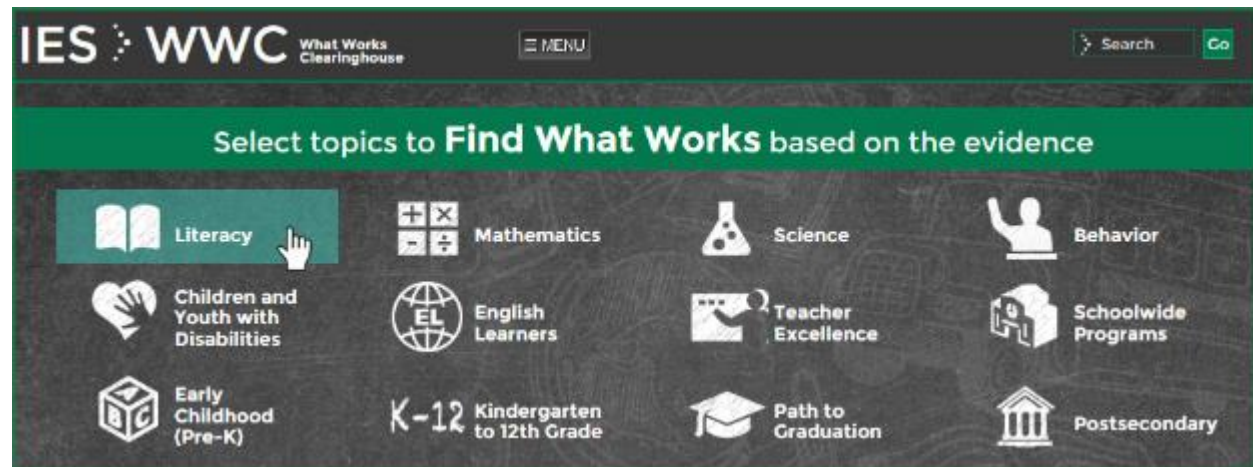 IES WWC What Works Clearinghouse
☰ MENU
Search
Go
Select topics to Find What Works based on the evidence
Literacy
+ × - ÷
Mathematics
Science
Behavior
Children and
Youth with
Disabilities
EL
English
Learners
Teacher
Excellence
Schoolwide
Programs
A B C
Early
Childhood
(Pre-K)
K-12
Kindergarten
to 12th Grade
Path to
Graduation
Postsecondary